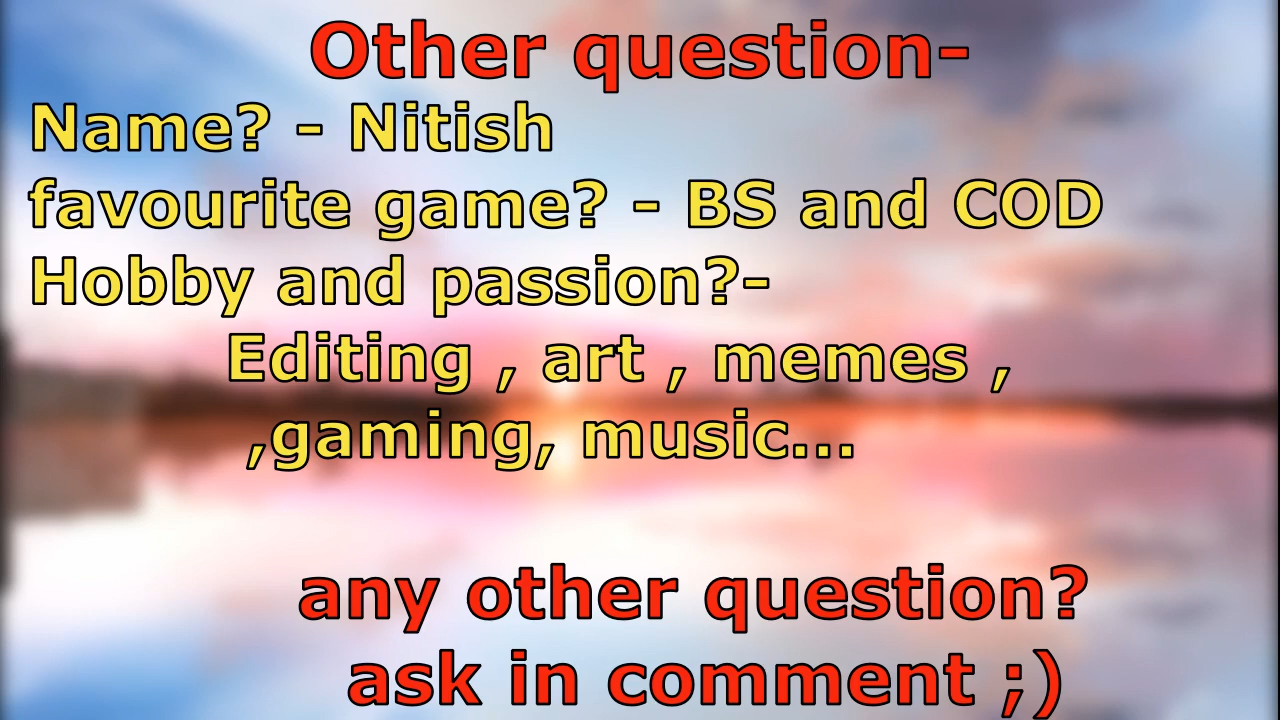 Other question-
Name? - Nitish
favourite game? - BS and COD
Hobby and passion?-
Editing , art , memes ,
,gaming, music...
any other question?
ask in comment ;)